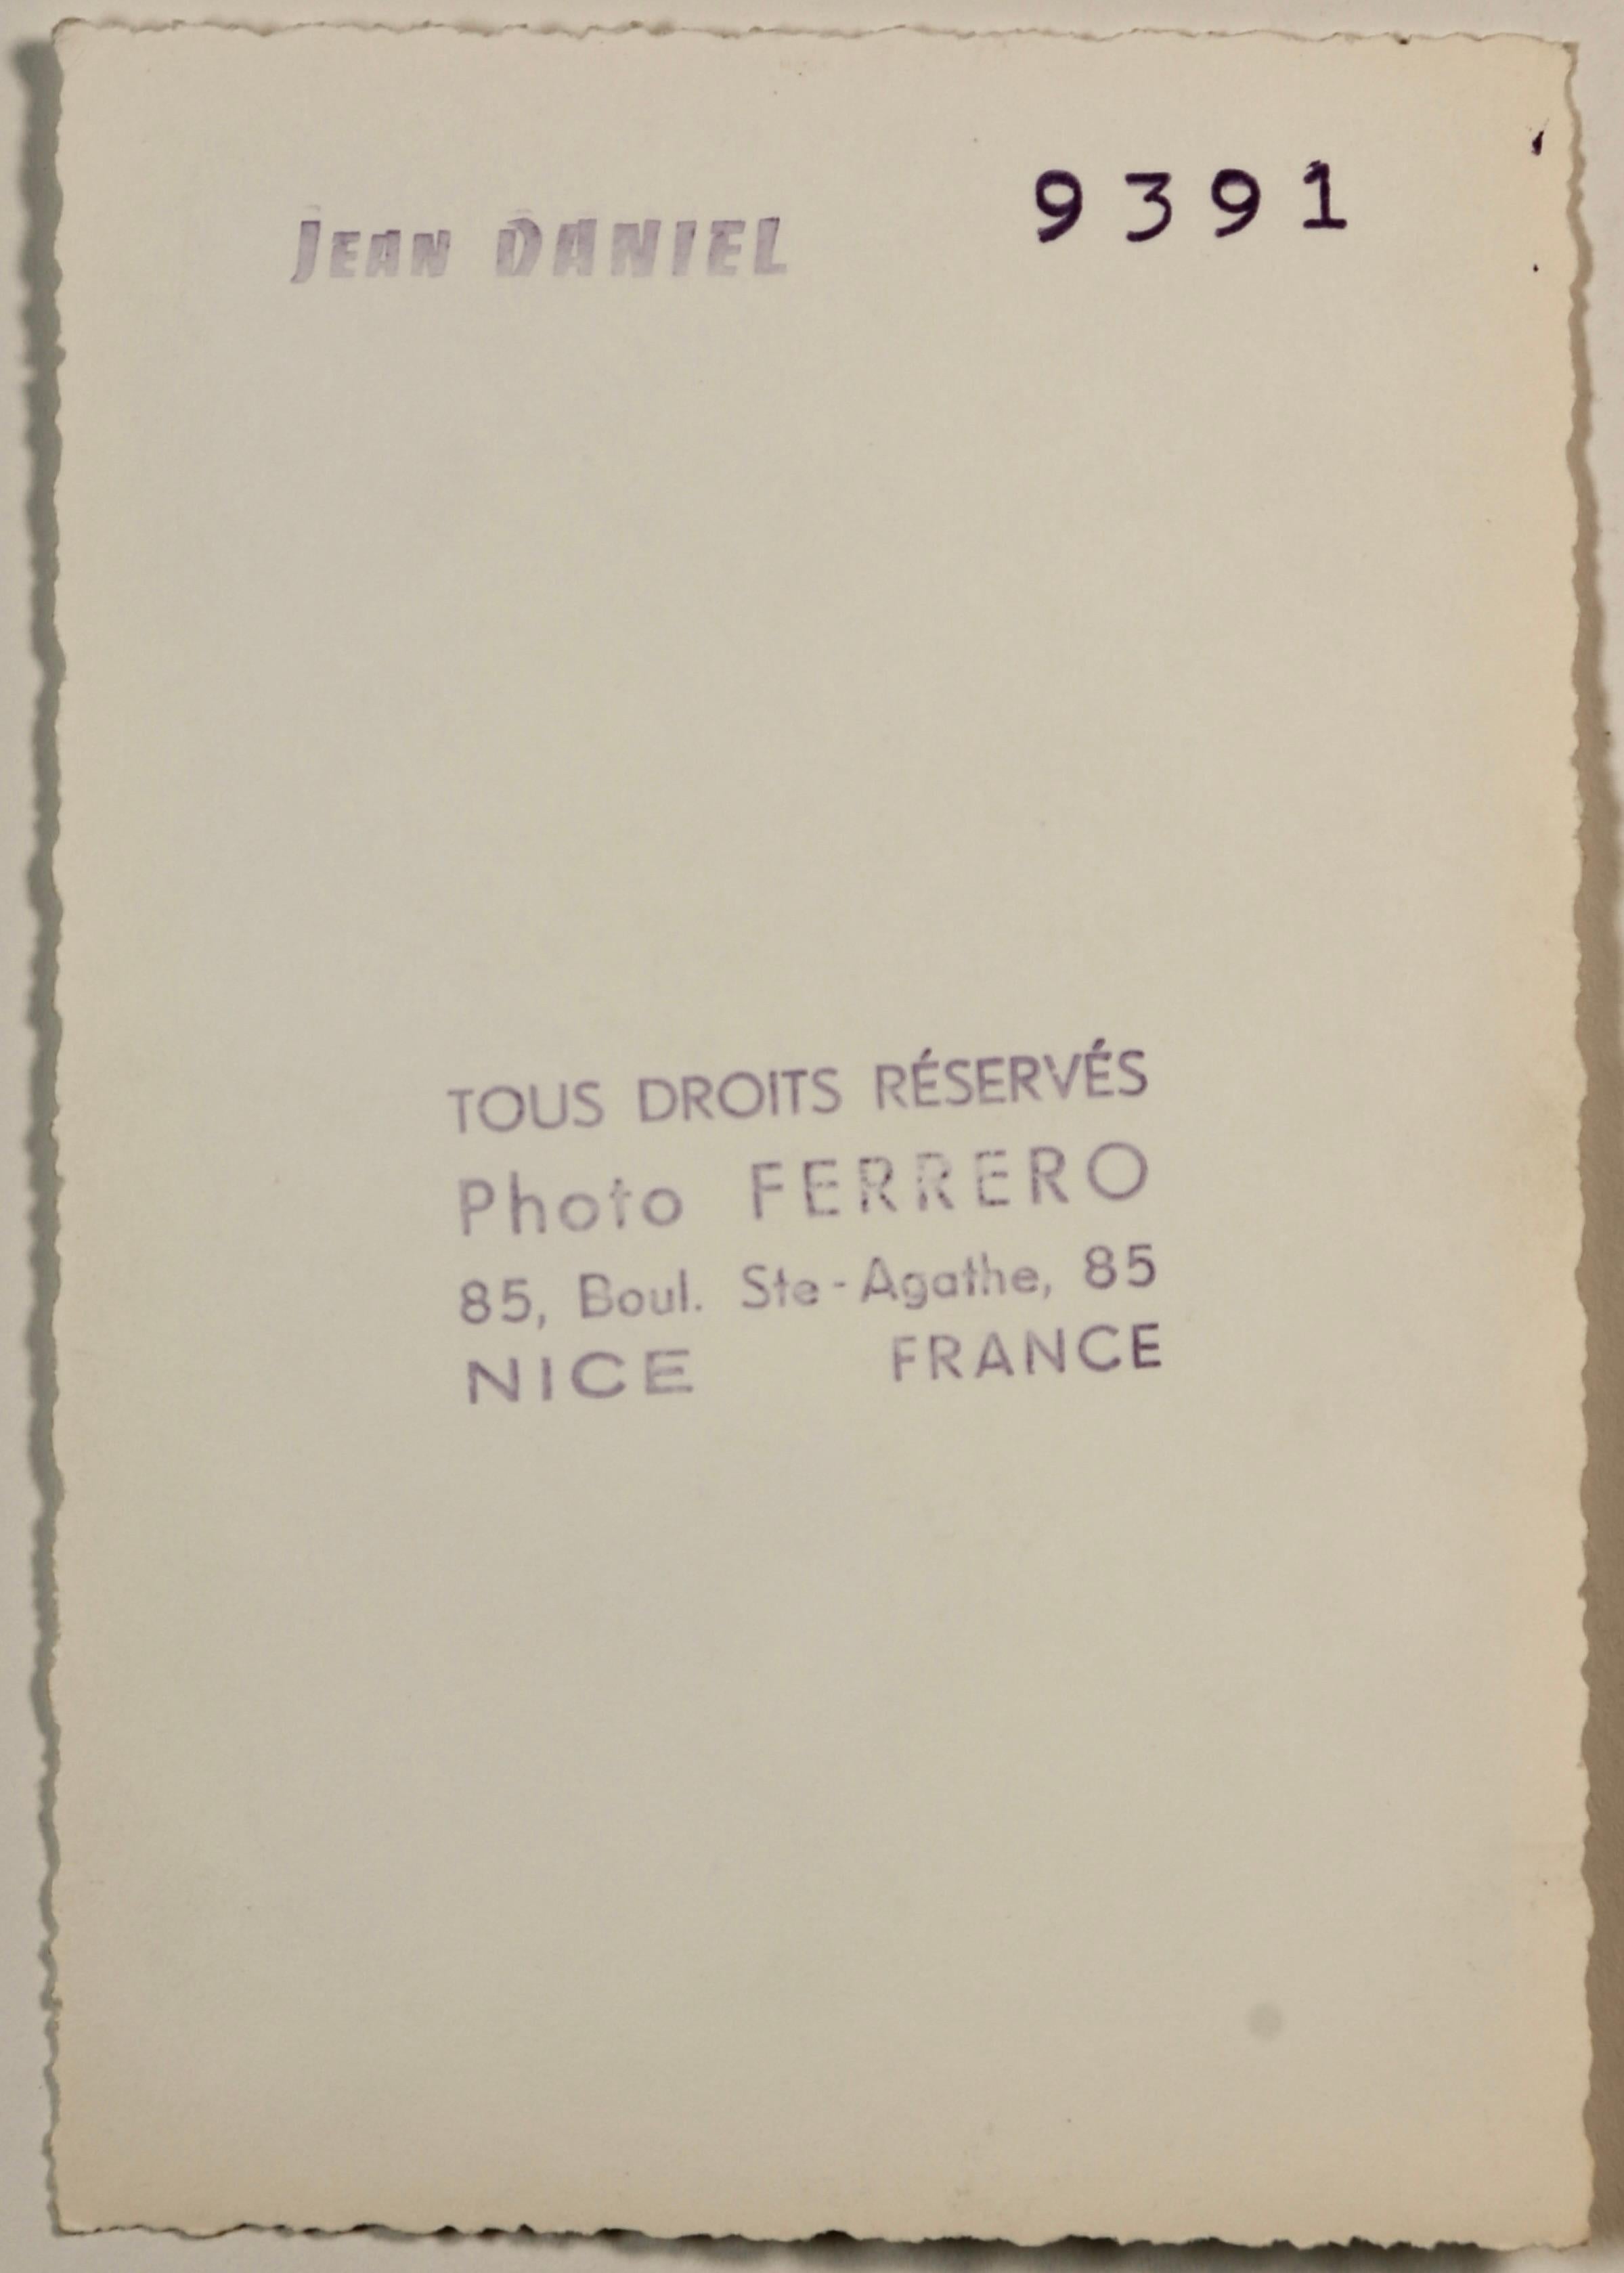 JEAN DANIEL
9391
TOUS DROITS RÉSERVÉS
Photo FERRERO
85, Boul. Ste-Agathe, 85
NICE FRANCE